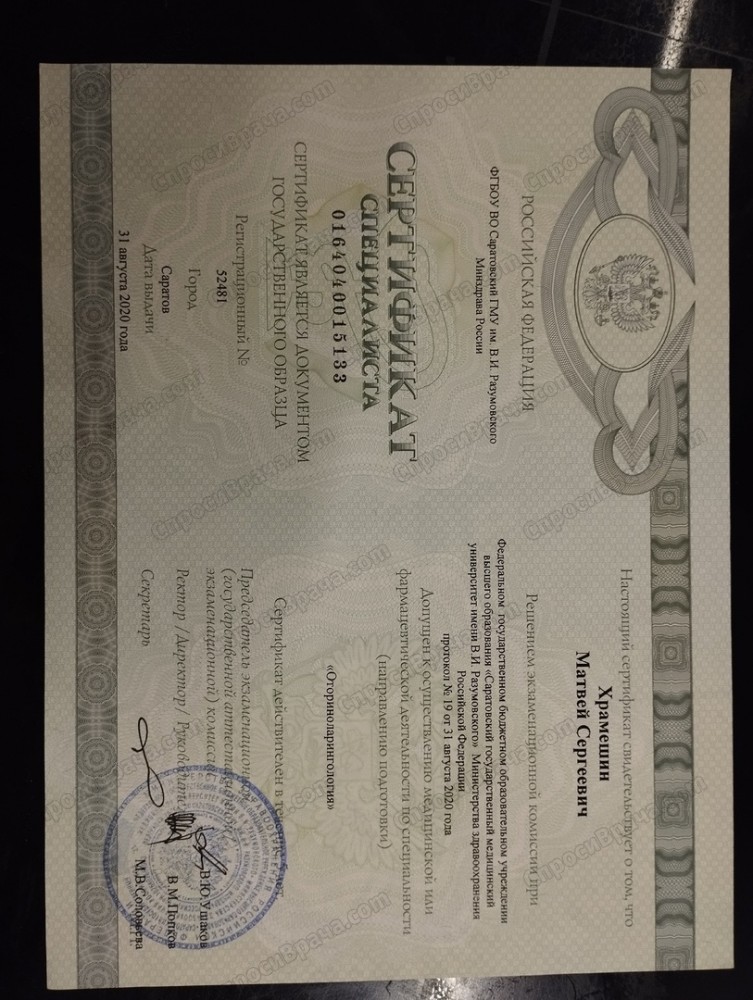 РОССИЙСКАЯ ФЕДЕРАЦИЯ
ФГБОУ ВО Саратовский ГМУ им. В.И. Разумовского
Минздрава России
СЕРТИФИКАТ
СПЕЦИАЛИСТА
0164040015133
СЕРТИФИКАТ ЯВЛЯЕТСЯ ДОКУМЕНТОМ
ГОСУДАРСТВЕННОГО ОБРАЗЦА
Регистрационный №
52481
Город
Саратов
Дата выдачи
31 августа 2020 года
Настоящий сертификат свидетельствует о том, что
Храмешин
Матвей Сергеевич
Решением экзаменационной комиссии при
Федеральном государственном бюджетном образовательном учреждении
высшего образования «Саратовский государственный медицинский
университет имени В.И. Разумовского» Министерства здравоохранения
Российской Федерации
протокол № 19 от 31 августа 2020 года
Допущен к осуществлению медицинской или
фармацевтической деятельности по специальности
(направлению подготовки)
«Оториноларингология»
Сертификат действителен в
Председатель экзаменационной
(государственной аттестационной
экзаменационной) комиссии
В.Ю.Ушаков
Ректор /Директор/ Руководитель
В.М.Попков
Секретарь
М.В.Соловьева
СпросиВрача.com